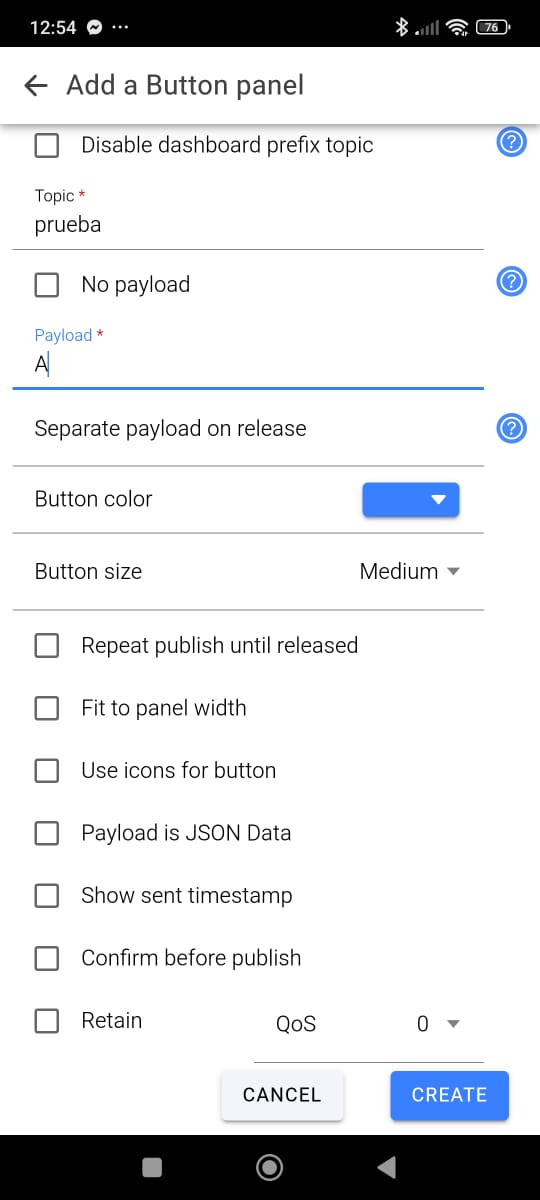 12:54 76
Add a Button panel
Disable dashboard prefix topic
Topic *
prueba
No payload
Payload *
A
Separate payload on release
Button color
Button size Medium
Repeat publish until released
Fit to panel width
Use icons for button
Payload is JSON Data
Show sent timestamp
Confirm before publish
Retain QoS 0
CANCEL CREATE